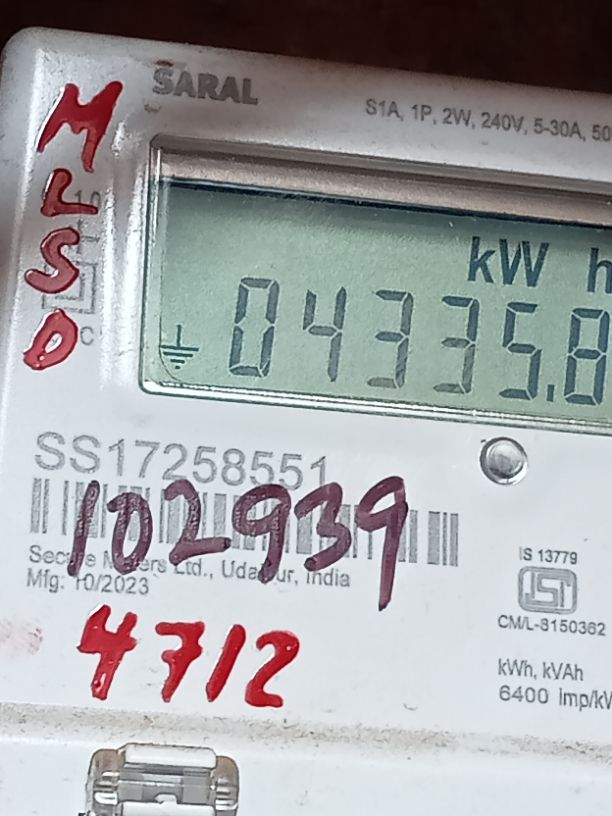 SARAL
S1A, 1P, 2W, 240V, 5-30A, 50
kW h
04335.8
SS17258551
102939
Secure Meters Ltd., Udaipur, India
Mfg: 10/2023
4712
IS 13779
CM/L-8150362
kWh, kVAh
6400 imp/kW